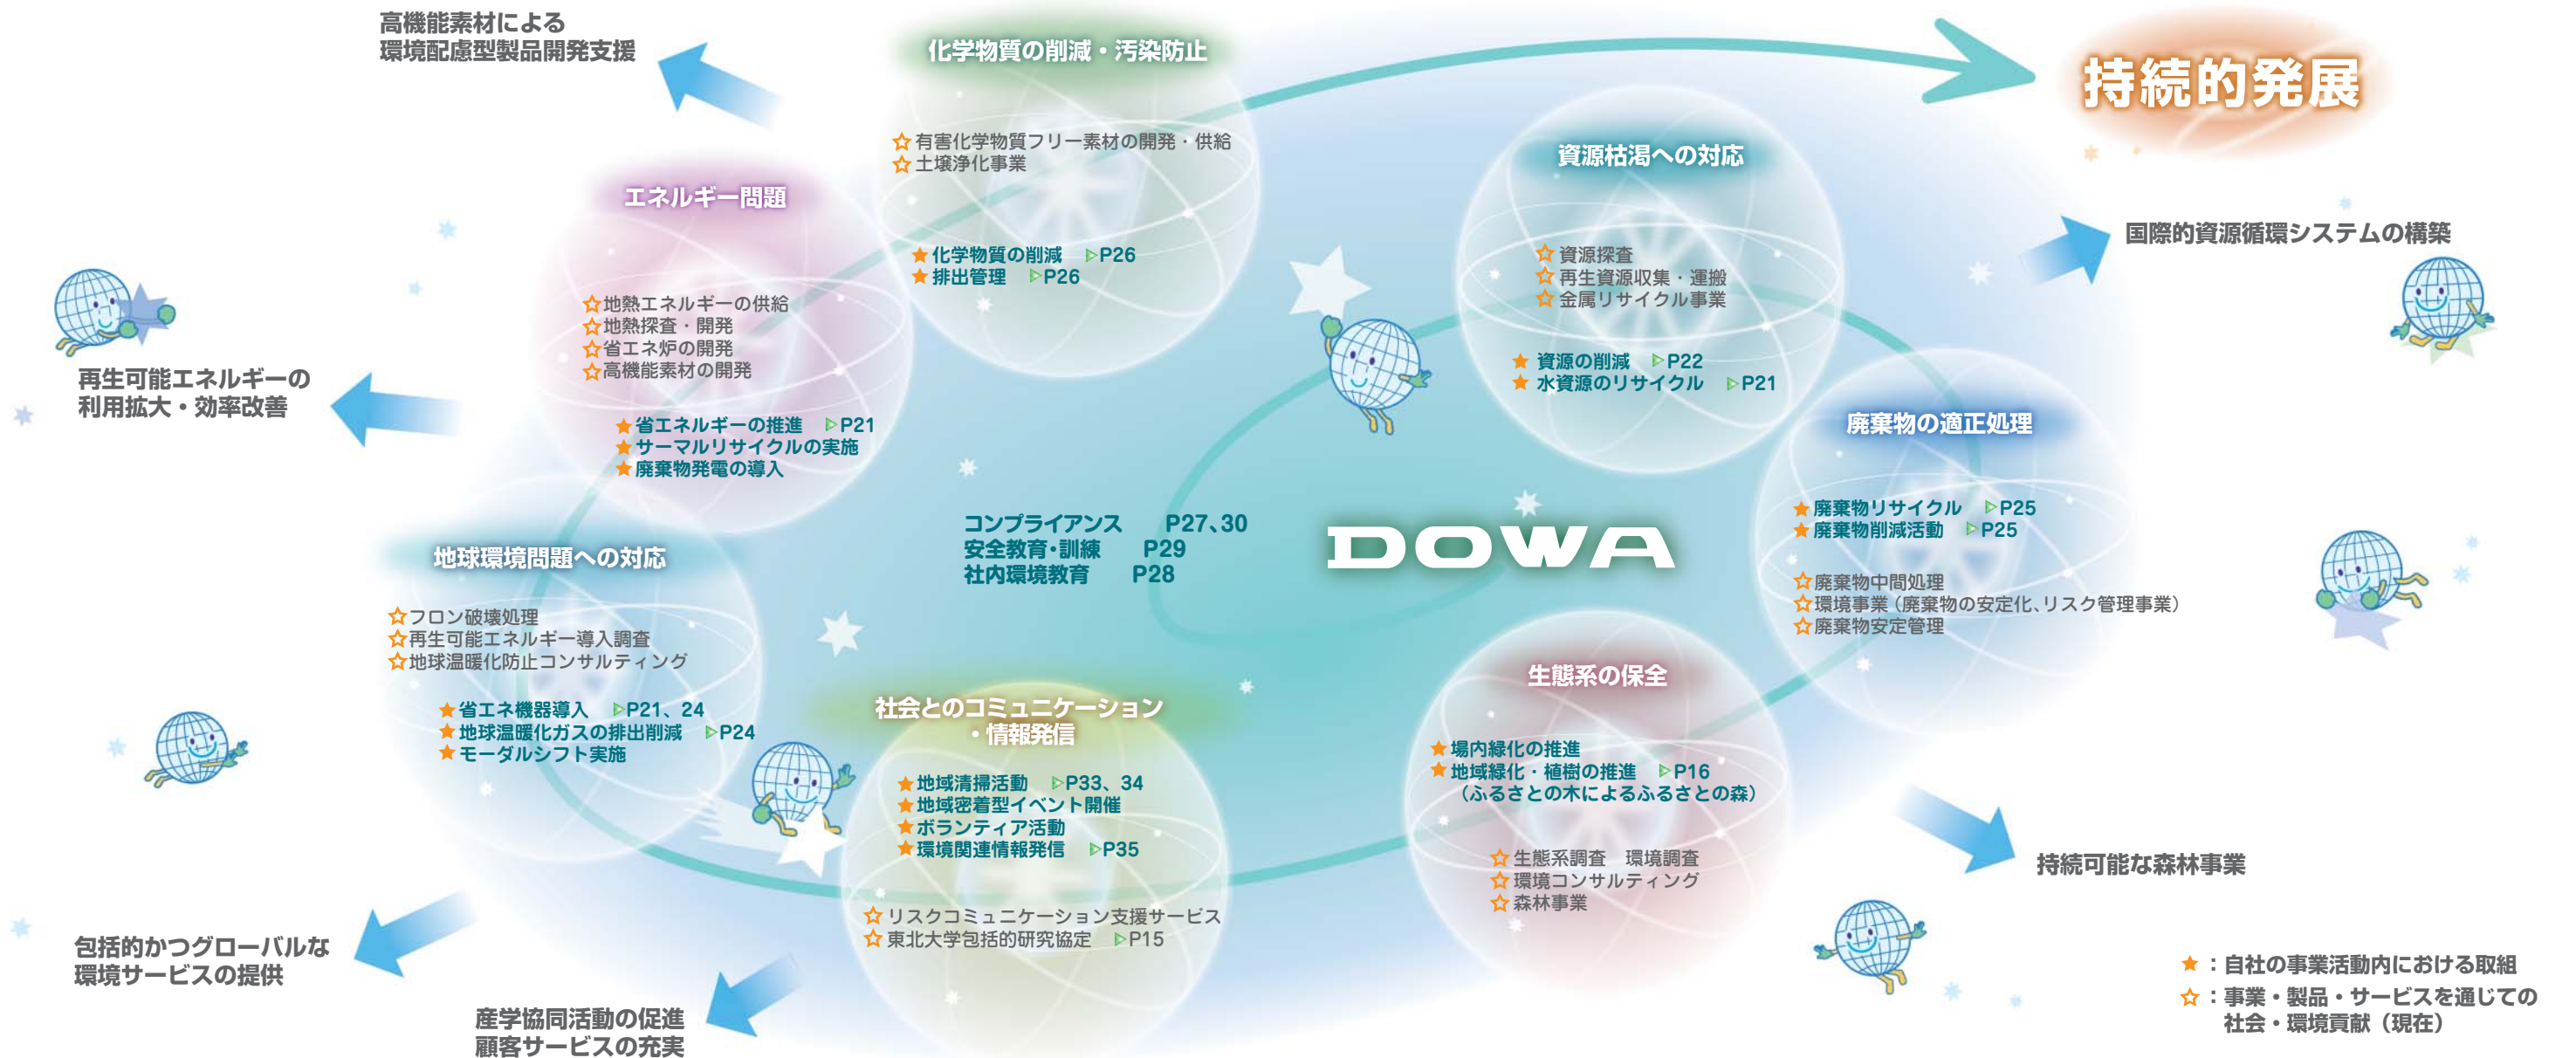 高機能素材による
環境配慮型製品開発支援
化学物質の削減・汚染防止
☆有害化学物質フリー素材の開発・供給
☆土壌浄化事業
★化学物質の削減 ▷P26
★排出管理 ▷P26
持続的発展
資源枯渇への対応
☆資源探査
☆再生資源収集・運搬
☆金属リサイクル事業
★資源の削減 ▷P22
★水資源のリサイクル ▷P21
国際的資源循環システムの構築
エネルギー問題
☆地熱エネルギーの供給
☆地熱探査・開発
☆省エネ炉の開発
☆高機能素材の開発
★省エネルギーの推進 ▷P21
★サーマルリサイクルの実施
★廃棄物発電の導入
再生可能エネルギーの
利用拡大・効率改善
廃棄物の適正処理
★廃棄物リサイクル ▷P25
★廃棄物削減活動 ▷P25
☆廃棄物中間処理
☆環境事業（廃棄物の安定化、リスク管理事業）
☆廃棄物安定管理
コンプライアンス P27、30
安全教育・訓練 P29
社内環境教育 P28
DOWA
地球環境問題への対応
☆フロン破壊処理
☆再生可能エネルギー導入調査
☆地球温暖化防止コンサルティング
★省エネ機器導入 ▷P21、24
★地球温暖化ガスの排出削減 ▷P24
★モーダルシフト実施
社会とのコミュニケーション
・情報発信
★地域清掃活動 ▷P33、34
★地域密着型イベント開催
★ボランティア活動
★環境関連情報発信 ▷P35
☆リスクコミュニケーション支援サービス
☆東北大学包括的研究協定 ▷P15
生態系の保全
★場内緑化の推進
★地域緑化・植樹の推進 ▷P16
（ふるさとの木によるふるさとの森）
☆生態系調査 環境調査
☆環境コンサルティング
☆森林事業
持続可能な森林事業
包括的かつグローバルな
環境サービスの提供
産学協同活動の促進
顧客サービスの充実
★：自社の事業活動内における取組
☆：事業・製品・サービスを通じての
社会・環境貢献（現在）